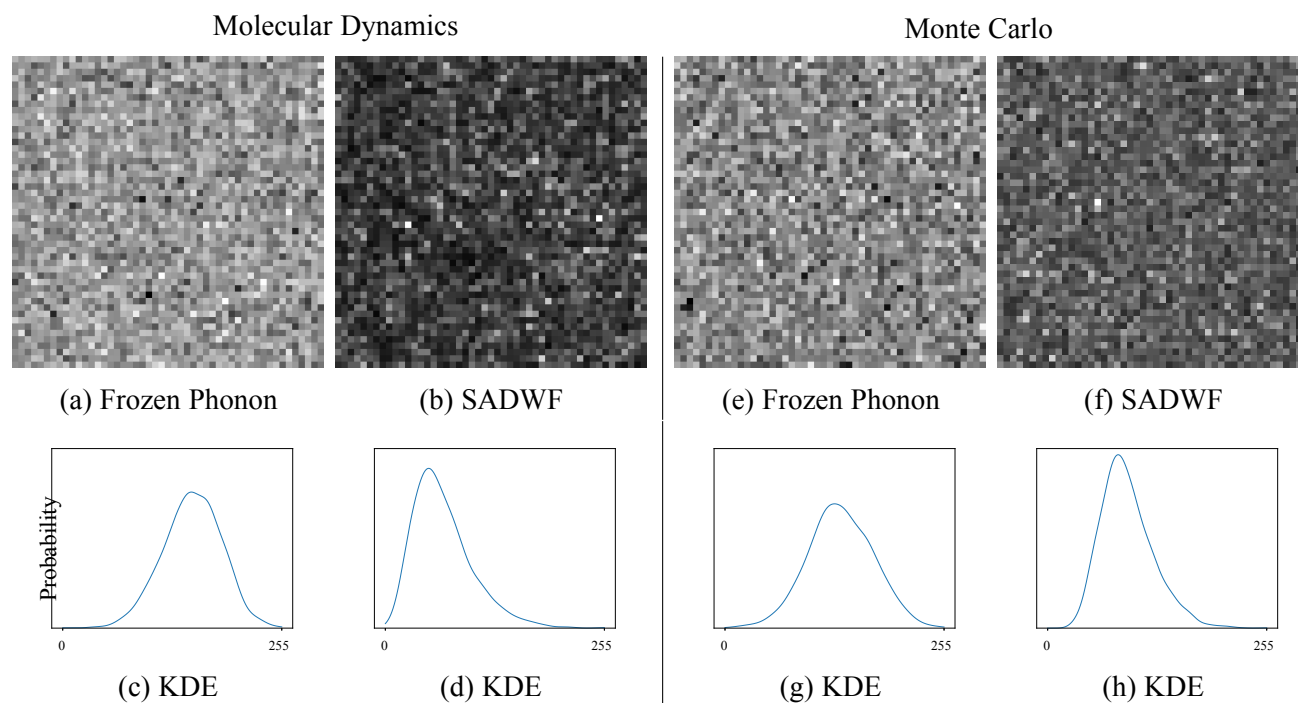 Molecular Dynamics
Monte Carlo
(a) Frozen Phonon
(b) SADWF
(e) Frozen Phonon
(f) SADWF
Probability
0
255
0
255
0
255
0
255
(c) KDE
(d) KDE
(g) KDE
(h) KDE